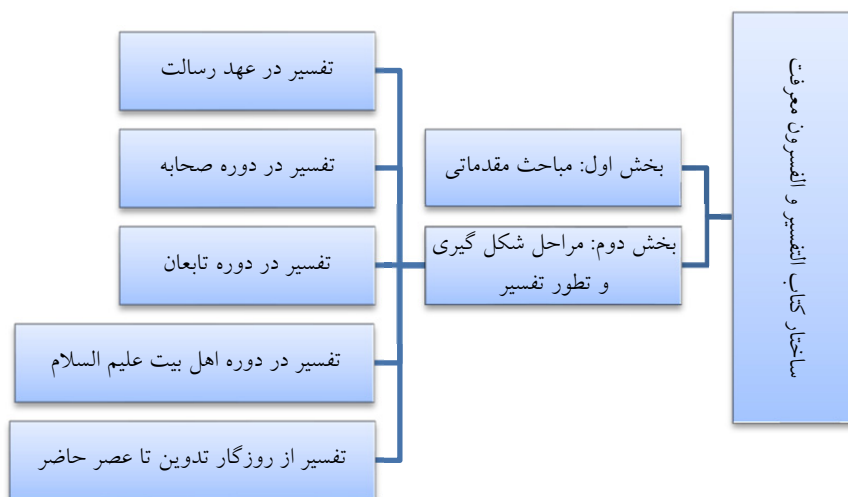 ساختار کتاب التفسیر و الفسرون معرفت
بخش اول: مباحث مقدماتی
بخش دوم: مراحل شکل گیری
و تطور تفسیر
تفسیر در عهد رسالت
تفسیر در دوره صحابه
تفسیر در دوره تابعان
تفسیر در دوره اهل بیت علیم السلام
تفسیر از روزگار تدوین تا عصر حاضر